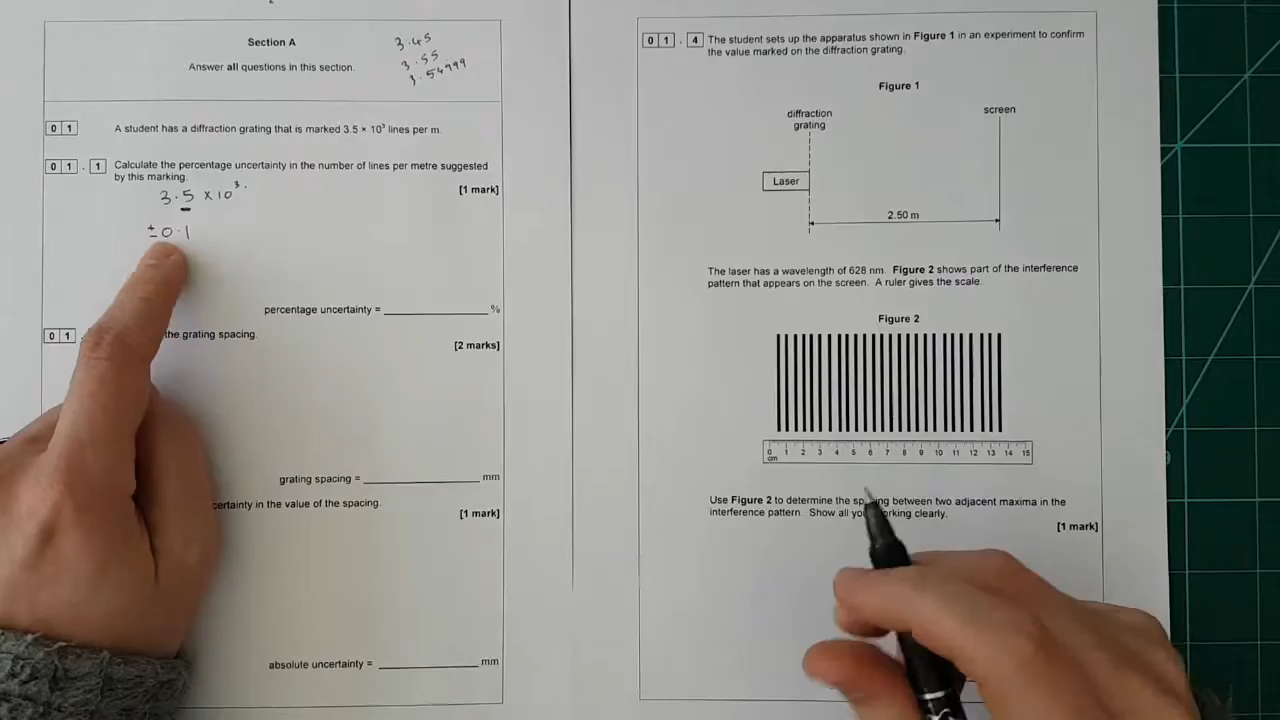 Section A
Answer all questions in this section.
3.45
3.55
3.54999
0 1
A student has a diffraction grating that is marked 3.5 × 10³ lines per m.
0 1 . 1 Calculate the percentage uncertainty in the number of lines per metre suggested
by this marking.
[1 mark]
3.5 × 10³.
± 0.1
percentage uncertainty = %
0 1
the grating spacing.
[2 marks]
grating spacing = mm
in the value of the spacing.
[1 mark]
absolute uncertainty = mm
0 1 . 4 The student sets up the apparatus shown in Figure 1 in an experiment to confirm
the value marked on the diffraction grating.
Figure 1
diffraction
grating
screen
Laser
2.50 m
The laser has a wavelength of 628 nm. Figure 2 shows part of the interference
pattern that appears on the screen. A ruler gives the scale.
Figure 2
0 1 2 3 4 5 6 7 8 9 10 11 12 13 14 15
cm
Use Figure 2 to determine the between two adjacent maxima in the
interference pattern. Show all clearly.
[1 mark]